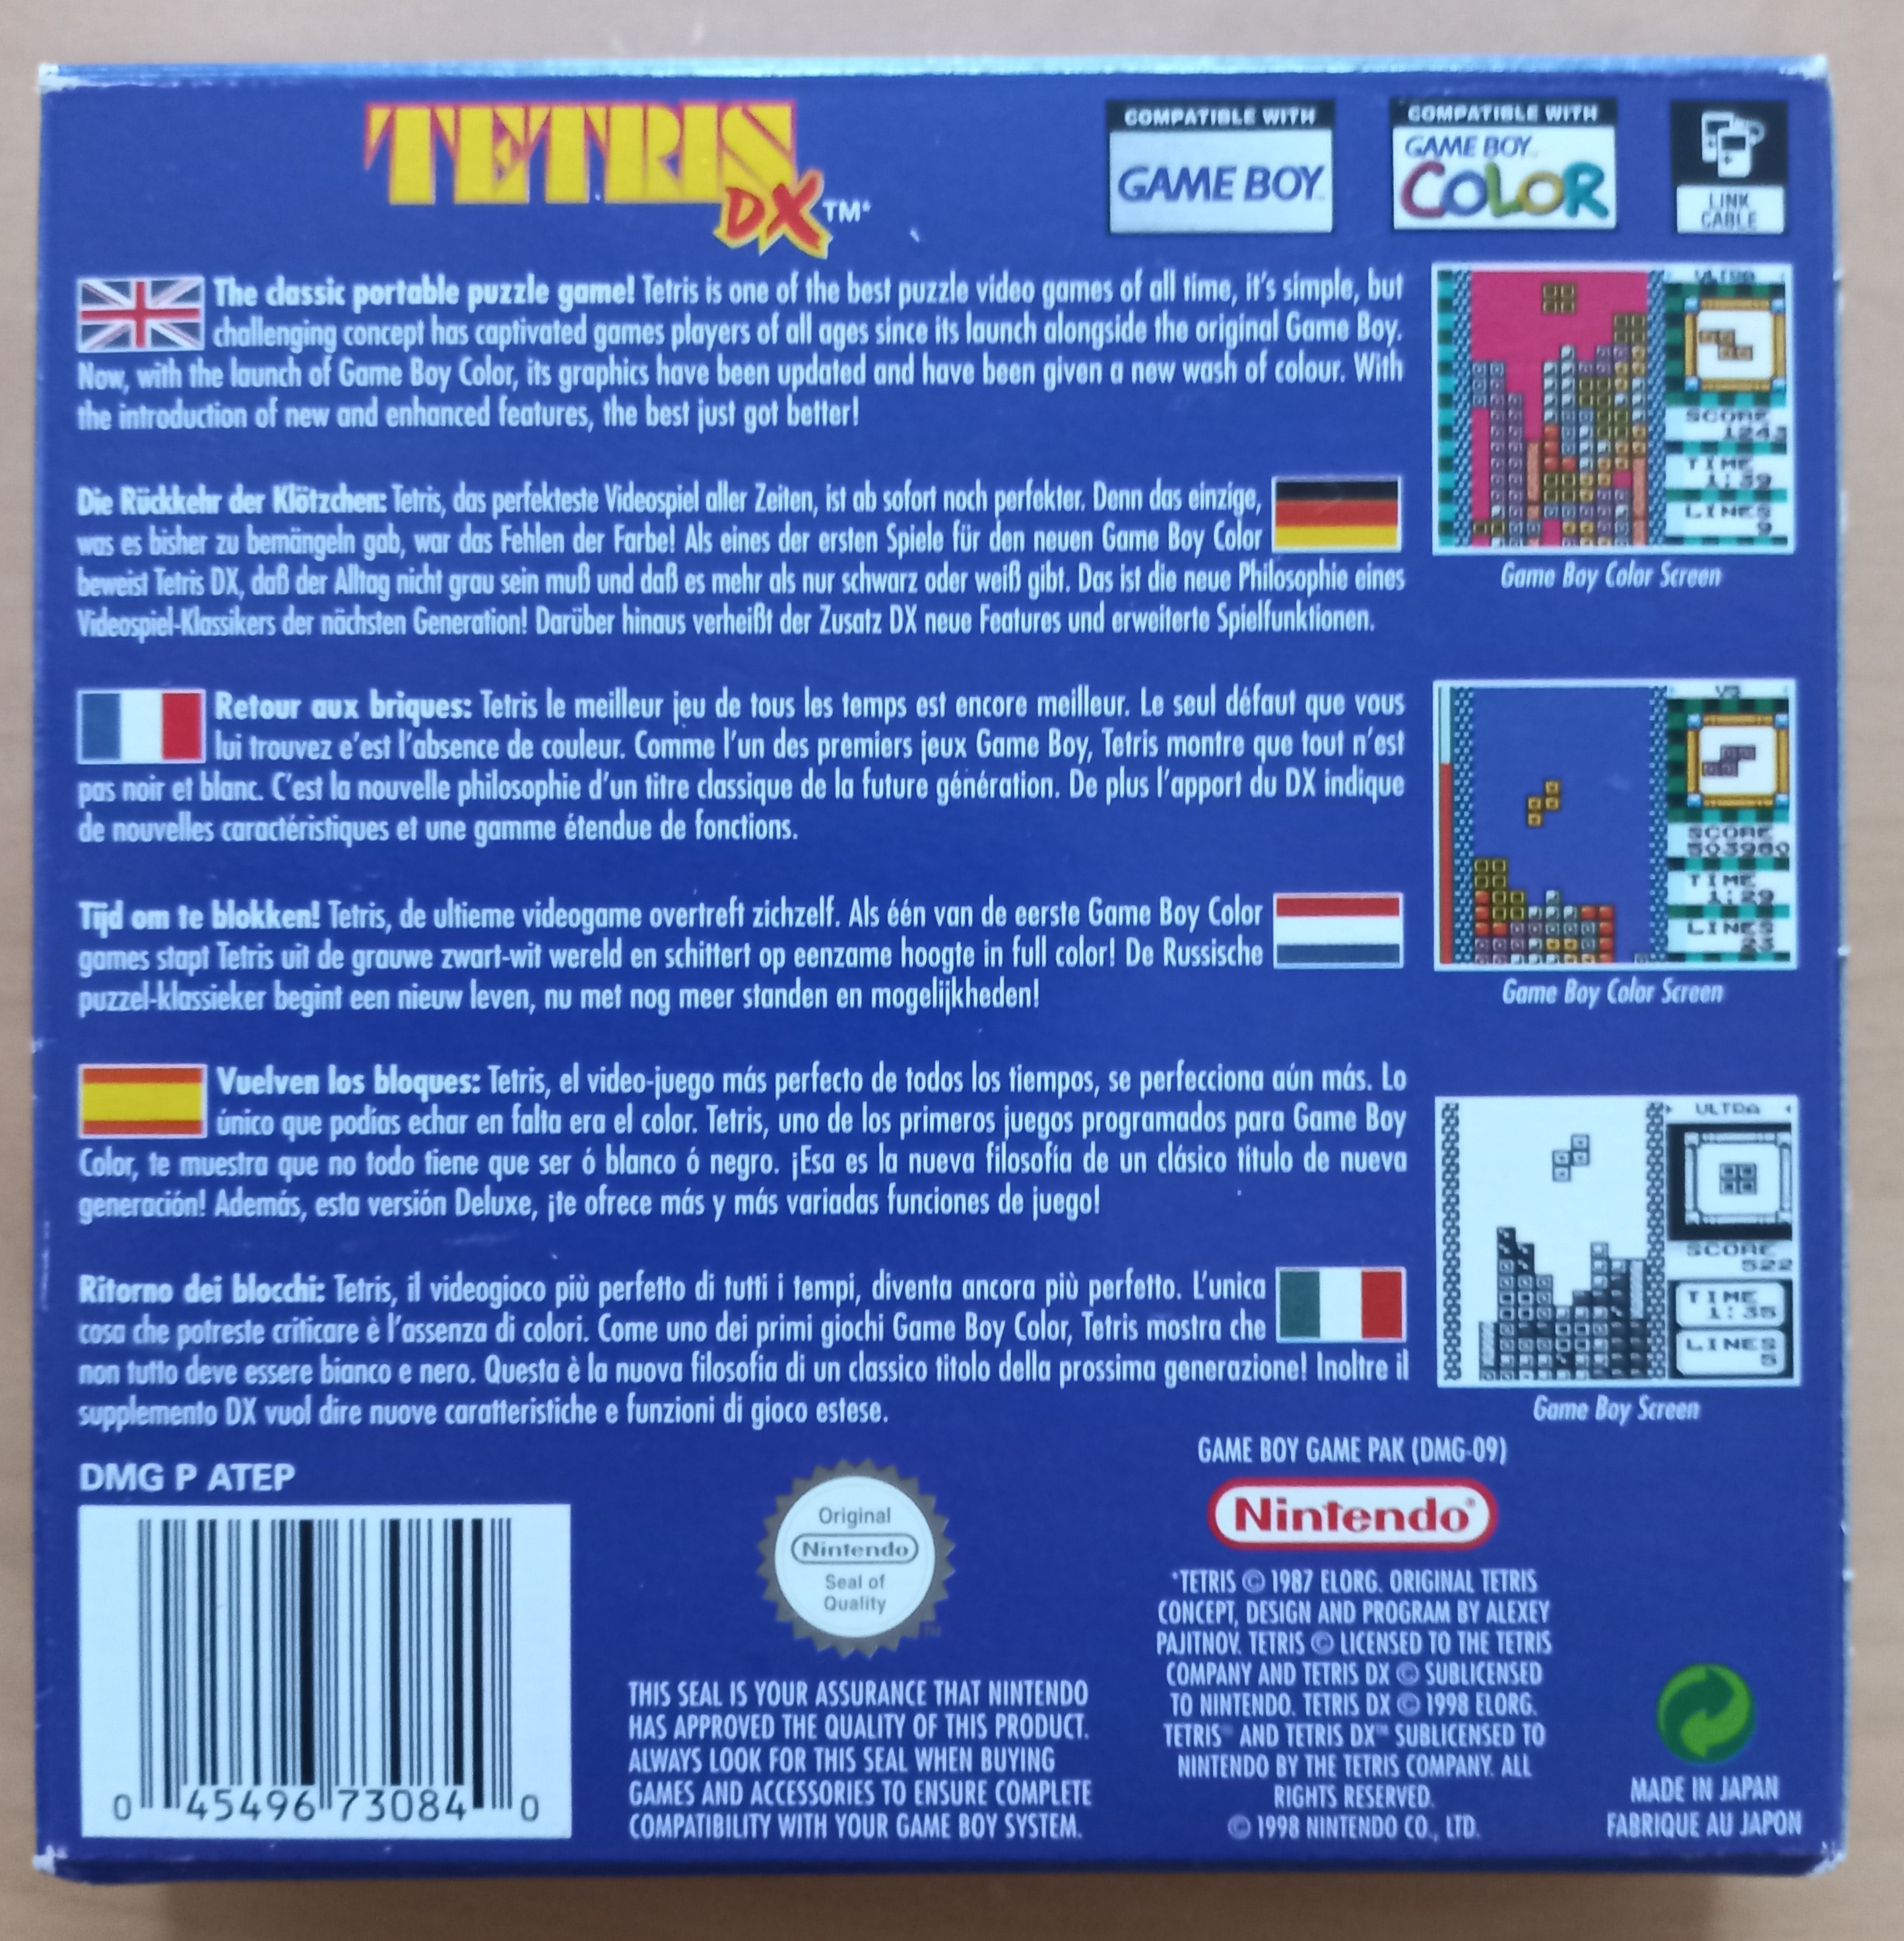 TETRIS
DX™*
COMPATIBLE WITH
GAME BOY™
COMPATIBLE WITH
GAME BOY™
COLOR
LINK
CABLE
The classic portable puzzle game! Tetris is one of the best puzzle video games of all time, it's simple, but
challenging concept has captivated games players of all ages since its launch alongside the original Game Boy.
Now, with the launch of Game Boy Color, its graphics have been updated and have been given a new wash of colour. With
the introduction of new and enhanced features, the best just got better!
SCORE
TIME
1:39
LINES
9
Game Boy Color Screen
Die Rückkehr der Klötzchen: Tetris, das perfekteste Videospiel aller Zeiten, ist ab sofort noch perfekter. Denn das einzige,
was es bisher zu bemängeln gab, war das Fehlen der Farbe! Als eines der ersten Spiele für den neuen Game Boy Color
beweist Tetris DX, daß der Alltag nicht grau sein muß und daß es mehr als nur schwarz oder weiß gibt. Das ist die neue Philosophie eines
Videospiel-Klassikers der nächsten Generation! Darüber hinaus verheißt der Zusatz DX neue Features und erweiterte Spielfunktionen.
Retour aux briques: Tetris le meilleur jeu de tous les temps est encore meilleur. Le seul défaut que vous
lui trouvez e'est l'absence de couleur. Comme l'un des premiers jeux Game Boy, Tetris montre que tout n'est
pas noir et blanc. C'est la nouvelle philosophie d'un titre classique de la future génération. De plus l'apport du DX indique
de nouvelles caractéristiques et une gamme étendue de fonctions.
VS
SCORE
503980
TIME
1:29
LINES
Game Boy Color Screen
Tijd om te blokken! Tetris, de ultieme videogame overtreft zichzelf. Als één van de eerste Game Boy Color
games stapt Tetris uit de grauwe zwart-wit wereld en schittert op eenzame hoogte in full color! De Russische
puzzel-klassieker begint een nieuw leven, nu met nog meer standen en mogelijkheden!
Vuelven los bloques: Tetris, el video-juego más perfecto de todos los tiempos, se perfecciona aún más. Lo
único que podías echar en falta era el color. Tetris, uno de los primeros juegos programados para Game Boy
Color, te muestra que no todo tiene que ser ó blanco ó negro. ¡Esa es la nueva filosofía de un clásico título de nueva
generación! Además, esta versión Deluxe, ¡te ofrece más y más variadas funciones de juego!
ULTRA
SCORE
522
TIME
1:35
LINES
5
Game Boy Screen
Ritorno dei blocchi: Tetris, il videogioco più perfetto di tutti i tempi, diventa ancora più perfetto. L'unica
cosa che potreste criticare è l'assenza di colori. Come uno dei primi giochi Game Boy Color, Tetris mostra che
non tutto deve essere bianco e nero. Questa è la nuova filosofia di un classico titolo della prossima generazione! Inoltre il
supplemento DX vuol dire nuove caratteristiche e funzioni di gioco estese.
DMG P ATEP
0 45496 73084 0
Original
Nintendo
Seal of
Quality
TM
THIS SEAL IS YOUR ASSURANCE THAT NINTENDO
HAS APPROVED THE QUALITY OF THIS PRODUCT.
ALWAYS LOOK FOR THIS SEAL WHEN BUYING
GAMES AND ACCESSORIES TO ENSURE COMPLETE
COMPATIBILITY WITH YOUR GAME BOY SYSTEM.
GAME BOY GAME PAK (DMG-09)
Nintendo®
*TETRIS © 1987 ELORG. ORIGINAL TETRIS
CONCEPT, DESIGN AND PROGRAM BY ALEXEY
PAJITNOV. TETRIS © LICENSED TO THE TETRIS
COMPANY AND TETRIS DX © SUBLICENSED
TO NINTENDO. TETRIS DX © 1998 ELORG.
TETRIS™ AND TETRIS DX™ SUBLICENSED TO
NINTENDO BY THE TETRIS COMPANY. ALL
RIGHTS RESERVED.
© 1998 NINTENDO CO., LTD.
MADE IN JAPAN
FABRIQUE AU JAPON